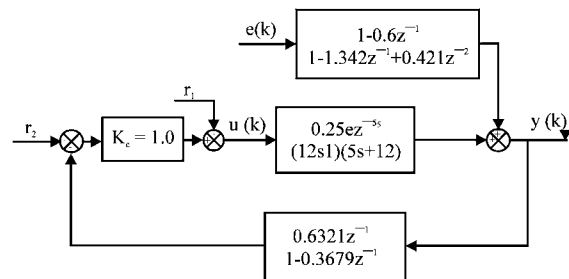 e(k)
1-0.6z⁻¹
1-1.342z⁻¹+0.421z⁻²
r₁
r₂
K_c = 1.0
u (k)
0.25ez⁻⁵ˢ
(12s1)(5s+12)
y (k)
0.6321z⁻¹
1-0.3679z⁻¹